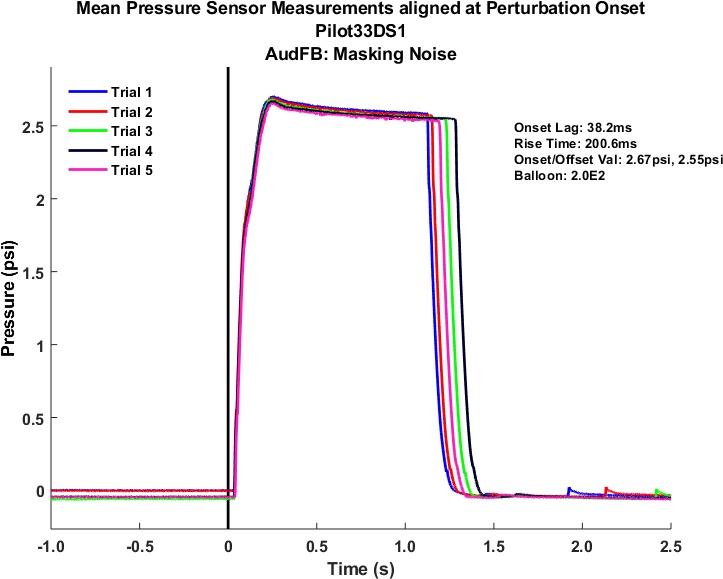 Mean Pressure Sensor Measurements aligned at Perturbation Onset
Pilot33DS1
AudFB: Masking Noise
Trial 1
Trial 2
Trial 3
Trial 4
Trial 5
Onset Lag: 38.2ms
Rise Time: 200.6ms
Onset/Offset Val: 2.67psi, 2.55psi
Balloon: 2.0E2
Pressure (psi)
2.5
2
1.5
1
0.5
0
-1.0 -0.5 0 0.5 1.0 1.5 2.0 2.5
Time (s)